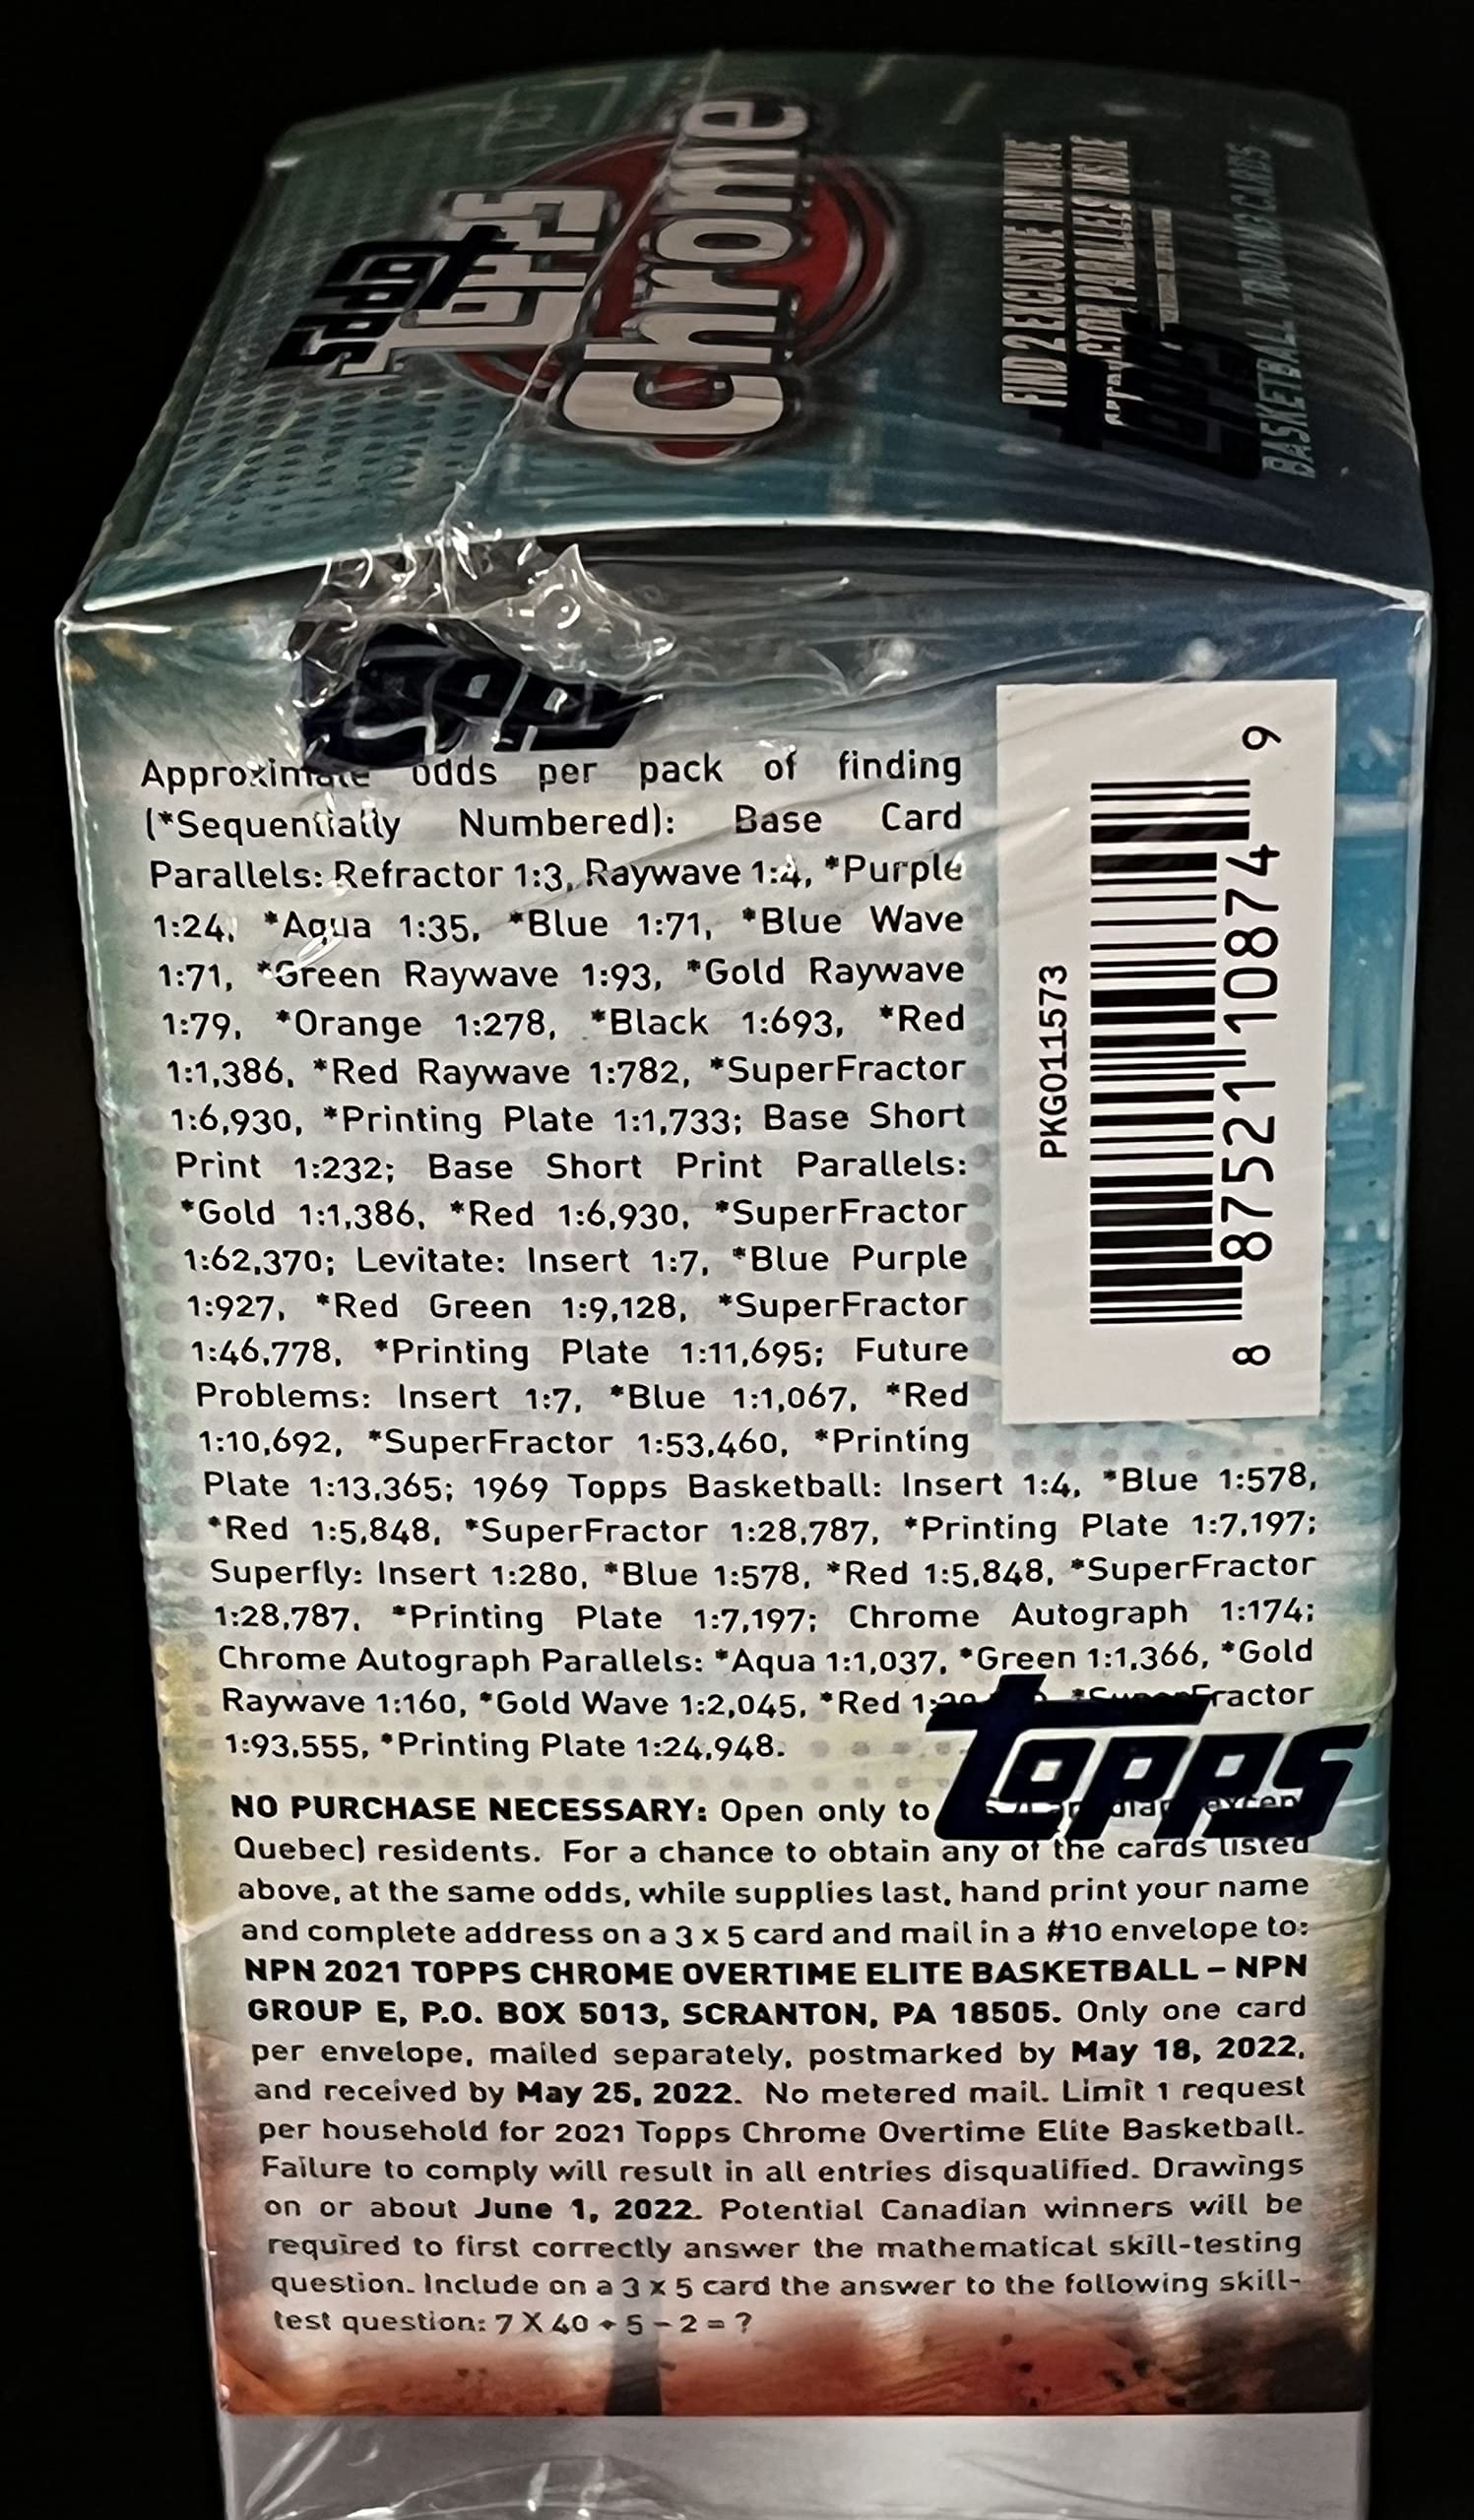 topps
Topps
Chrome
FIND 2 EXCLUSIVE RAYWAVE
PARALLELS INSIDE
topps
BASKETBALL TRADING CARDS
Approximate odds per pack of finding
(*Sequentially Numbered): Base Card
Parallels: Refractor 1:3, Raywave 1:4, *Purple
1:24, *Aqua 1:35, *Blue 1:71, *Blue Wave
1:71, *Green Raywave 1:93, *Gold Raywave
1:79, *Orange 1:278, *Black 1:693, *Red
1:1,386, *Red Raywave 1:782, *SuperFractor
1:6,930, *Printing Plate 1:1,733; Base Short
Print 1:232; Base Short Print Parallels:
*Gold 1:1,386, *Red 1:6,930, *SuperFractor
1:62,370; Levitate: Insert 1:7, *Blue Purple
1:927, *Red Green 1:9,128, *SuperFractor
1:46,778, *Printing Plate 1:11,695; Future
Problems: Insert 1:7, *Blue 1:1,067, *Red
1:10,692, *SuperFractor 1:53,460, *Printing
Plate 1:13,365; 1969 Topps Basketball: Insert 1:4, *Blue 1:578,
*Red 1:5,848, *SuperFractor 1:28,787, *Printing Plate 1:7,197;
Superfly: Insert 1:280, *Blue 1:578, *Red 1:5,848, *SuperFractor
1:28,787, *Printing Plate 1:7,197; Chrome Autograph 1:174;
Chrome Autograph Parallels: *Aqua 1:1,037, *Green 1:1,366, *Gold
Raywave 1:160, *Gold Wave 1:2,045, *Red *SuperFractor
1:93,555, *Printing Plate 1:24,948.
topps
NO PURCHASE NECESSARY: Open only to
Quebec) residents. For a chance to obtain any of the cards listed
above, at the same odds, while supplies last, hand print your name
and complete address on a 3 x 5 card and mail in a #10 envelope to:
NPN 2021 TOPPS CHROME OVERTIME ELITE BASKETBALL – NPN
GROUP E, P.O. BOX 5013, SCRANTON, PA 18505. Only one card
per envelope, mailed separately, postmarked by May 18, 2022,
and received by May 25, 2022. No metered mail. Limit 1 request
per household for 2021 Topps Chrome Overtime Elite Basketball.
Failure to comply will result in all entries disqualified. Drawings
on or about June 1, 2022. Potential Canadian winners will be
required to first correctly answer the mathematical skill-testing
question. Include on a 3 x 5 card the answer to the following skill-
test question: 7 X 40 + 5 – 2 = ?
PKG011573
8 87521 10874 9